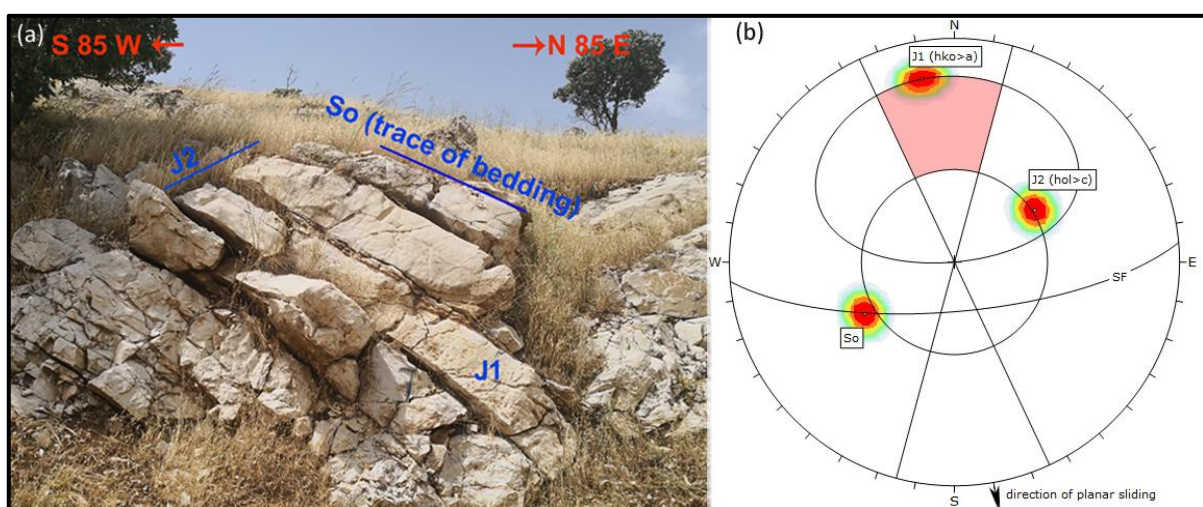 (a)
S 85 W ←
→N 85 E
So (trace of bedding)
J2
J1
(b)
N
J1 (hko>a)
J2 (hol>c)
W
E
SF
So
S
direction of planar sliding